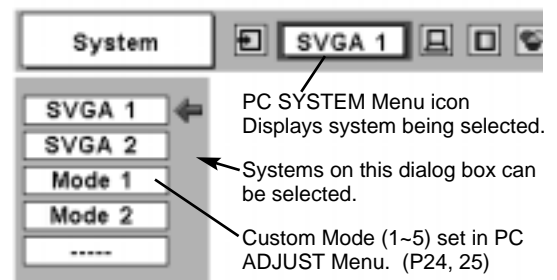 System
SVGA 1
PC SYSTEM Menu icon
Displays system being selected.
SVGA 1
SVGA 2
Mode 1
Mode 2
-----
Systems on this dialog box can
be selected.
Custom Mode (1~5) set in PC
ADJUST Menu. (P24, 25)